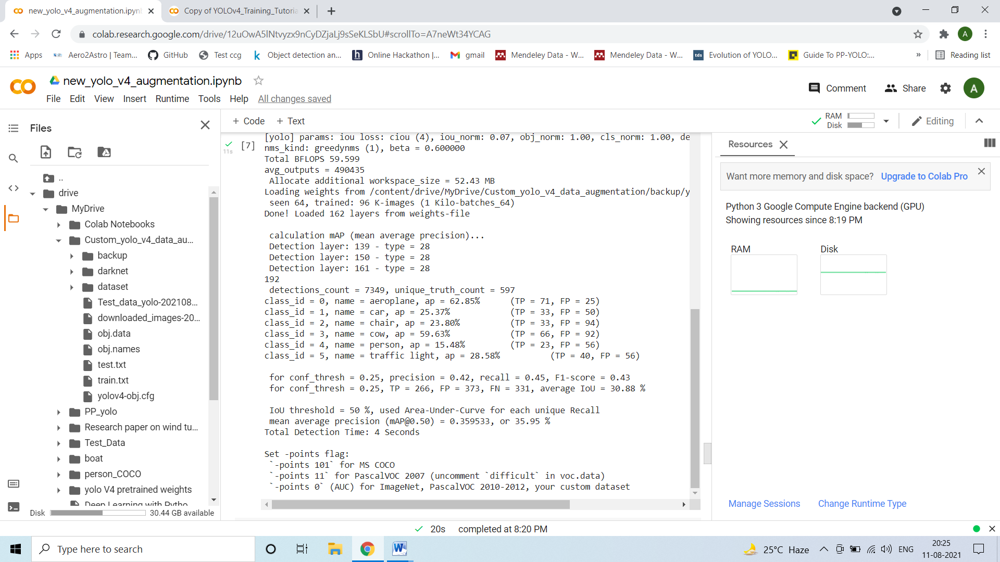 new_yolo_v4_augmentation.ipynb
Copy of YOLOv4_Training_Tutoria
colab.research.google.com/drive/12uOwA5lNtvyzx9nCyDZjaLj9sSeKLSbU#scrollTo=A7neWt34YCAG
A
Apps
Aero2Astro | Team...
GitHub
Test ccg
Object detection an...
Online Hackathon |...
gmail
Mendeley Data - W...
Mendeley Data - W...
Evolution of YOLO...
Guide To PP-YOLO:...
»
Reading list
new_yolo_v4_augmentation.ipynb
File Edit View Insert Runtime Tools Help All changes saved
Comment
Share
A
Files
+ Code + Text
RAM
Disk
Editing
..
drive
MyDrive
Colab Notebooks
Custom_yolo_v4_data_au...
backup
darknet
dataset
Test_data_yolo-202108...
downloaded_images-20...
obj.data
obj.names
test.txt
train.txt
yolov4-obj.cfg
PP_yolo
Research paper on wind tu...
Test_Data
boat
person_COCO
yolo V4 pretrained weights
Deep Learning with Pytho
Disk 30.44 GB available
11s
[7]
[yolo] params: iou loss: ciou (4), iou_norm: 0.07, obj_norm: 1.00, cls_norm: 1.00, de
nms_kind: greedynms (1), beta = 0.600000
Total BFLOPS 59.599
avg_outputs = 490435
Allocate additional workspace_size = 52.43 MB
Loading weights from /content/drive/MyDrive/Custom_yolo_v4_data_augmentation/backup/y
seen 64, trained: 96 K-images (1 Kilo-batches_64)
Done! Loaded 162 layers from weights-file
calculation mAP (mean average precision)...
Detection layer: 139 - type = 28
Detection layer: 150 - type = 28
Detection layer: 161 - type = 28
192
detections_count = 7349, unique_truth_count = 597
class_id = 0, name = aeroplane, ap = 62.85% (TP = 71, FP = 25)
class_id = 1, name = car, ap = 25.37% (TP = 33, FP = 50)
class_id = 2, name = chair, ap = 23.80% (TP = 33, FP = 94)
class_id = 3, name = cow, ap = 59.63% (TP = 66, FP = 92)
class_id = 4, name = person, ap = 15.48% (TP = 23, FP = 56)
class_id = 5, name = traffic light, ap = 28.58% (TP = 40, FP = 56)
for conf_thresh = 0.25, precision = 0.42, recall = 0.45, F1-score = 0.43
for conf_thresh = 0.25, TP = 266, FP = 373, FN = 331, average IoU = 30.88 %
IoU threshold = 50 %, used Area-Under-Curve for each unique Recall
mean average precision (mAP@0.50) = 0.359533, or 35.95 %
Total Detection Time: 4 Seconds
Set -points flag:
`-points 101` for MS COCO
`-points 11` for PascalVOC 2007 (uncomment `difficult` in voc.data)
`-points 0` (AUC) for ImageNet, PascalVOC 2010-2012, your custom dataset
Resources
Want more memory and disk space? Upgrade to Colab Pro
Python 3 Google Compute Engine backend (GPU)
Showing resources since 8:19 PM
RAM
Disk
Manage Sessions
Change Runtime Type
20s completed at 8:20 PM
Type here to search
25°C Haze
ENG
20:25
11-08-2021